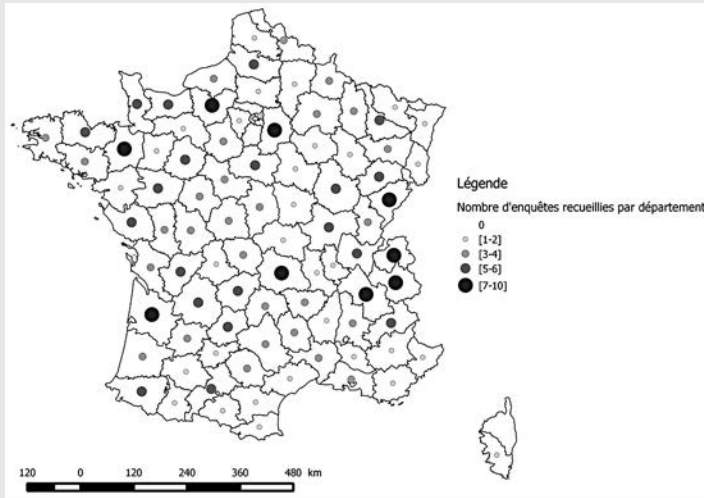 Légende
Nombre d'enquêtes recueillies par département
0
[1-2]
[3-4]
[5-6]
[7-10]
120 0 120 240 360 480 km